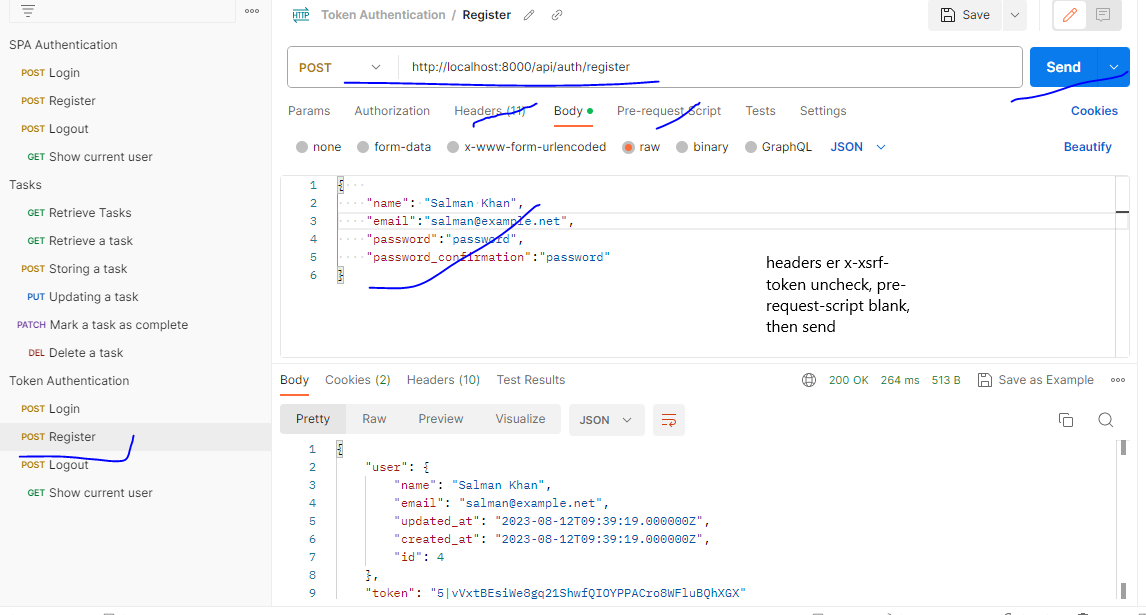 Token Authentication / Register
Save
SPA Authentication
POST Login
POST Register
POST Logout
GET Show current user
Tasks
GET Retrieve Tasks
GET Retrieve a task
POST Storing a task
PUT Updating a task
PATCH Mark a task as complete
DEL Delete a task
Token Authentication
POST Login
POST Register
POST Logout
GET Show current user
HTTP
POST http://localhost:8000/api/auth/register
Send
Params Authorization Headers (11) Body Pre-request Script Tests Settings Cookies
none form-data x-www-form-urlencoded raw binary GraphQL JSON Beautify
1 {
2 "name": "Salman Khan",
3 "email":"salman@example.net",
4 "password":"password",
5 "password_confirmation":"password"
6 }
headers er x-xsrf-
token uncheck, pre-
request-script blank,
then send
Body Cookies (2) Headers (10) Test Results 200 OK 264 ms 513 B Save as Example
Pretty Raw Preview Visualize JSON
1 {
2 "user": {
3 "name": "Salman Khan",
4 "email": "salman@example.net",
5 "updated_at": "2023-08-12T09:39:19.000000Z",
6 "created_at": "2023-08-12T09:39:19.000000Z",
7 "id": 4
8 },
9 "token": "5|vVxtBEsiWe8gq21ShwfQIOYPPACro8WFluBQhXGX"